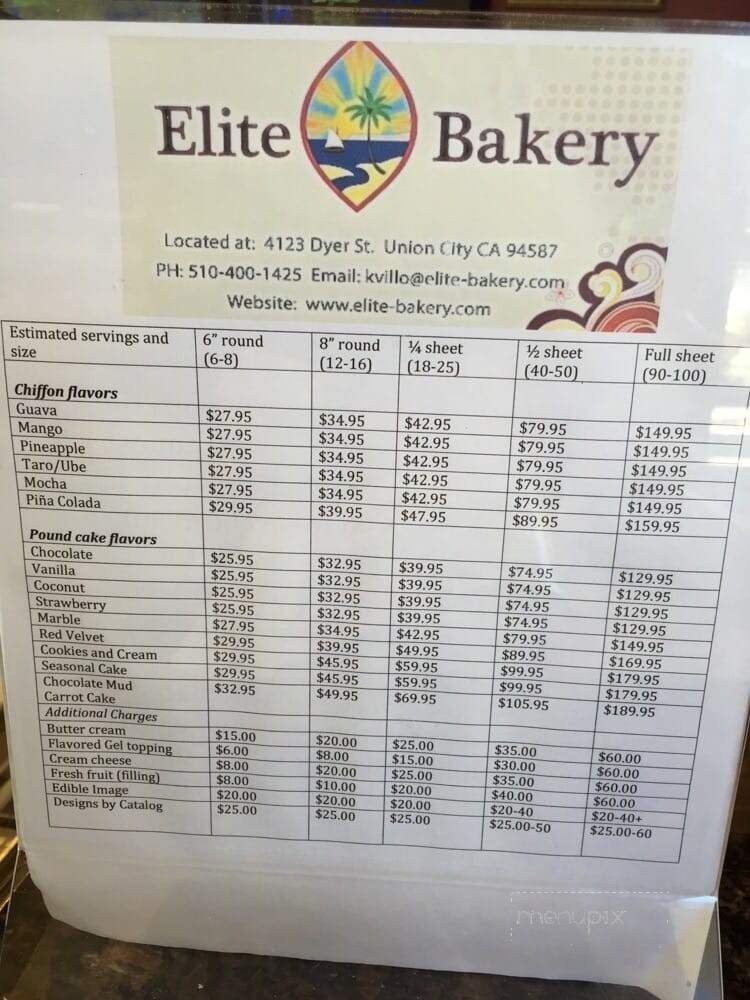 Elite Bakery
Located at: 4123 Dyer St. Union City CA 94587
PH: 510-400-1425 Email: kvillo@elite-bakery.com
Website: www.elite-bakery.com
Estimated servings and size 6” round (6-8) 8” round (12-16) ¼ sheet (18-25) ½ sheet (40-50) Full sheet (90-100)
Chiffon flavors
Guava $27.95 $34.95 $42.95 $79.95 $149.95
Mango $27.95 $34.95 $42.95 $79.95 $149.95
Pineapple $27.95 $34.95 $42.95 $79.95 $149.95
Taro/Ube $27.95 $34.95 $42.95 $79.95 $149.95
Mocha $27.95 $34.95 $42.95 $79.95 $149.95
Piña Colada $29.95 $39.95 $47.95 $89.95 $159.95
Pound cake flavors
Chocolate $25.95 $32.95 $39.95 $74.95 $129.95
Vanilla $25.95 $32.95 $39.95 $74.95 $129.95
Coconut $25.95 $32.95 $39.95 $74.95 $129.95
Strawberry $25.95 $32.95 $39.95 $74.95 $129.95
Marble $27.95 $34.95 $42.95 $79.95 $149.95
Red Velvet $29.95 $39.95 $49.95 $89.95 $169.95
Cookies and Cream $29.95 $45.95 $59.95 $99.95 $179.95
Seasonal Cake $29.95 $45.95 $59.95 $99.95 $179.95
Chocolate Mud $32.95 $49.95 $69.95 $105.95 $189.95
Carrot Cake
Additional Charges
Butter cream $15.00 $20.00 $25.00 $35.00 $60.00
Flavored Gel topping $6.00 $8.00 $15.00 $30.00 $60.00
Cream cheese $8.00 $20.00 $25.00 $35.00 $60.00
Fresh fruit (filling) $8.00 $10.00 $20.00 $40.00 $60.00
Edible Image $20.00 $20.00 $20.00 $20-40 $20-40+
Designs by Catalog $25.00 $25.00 $25.00 $25.00-50 $25.00-60
menupix